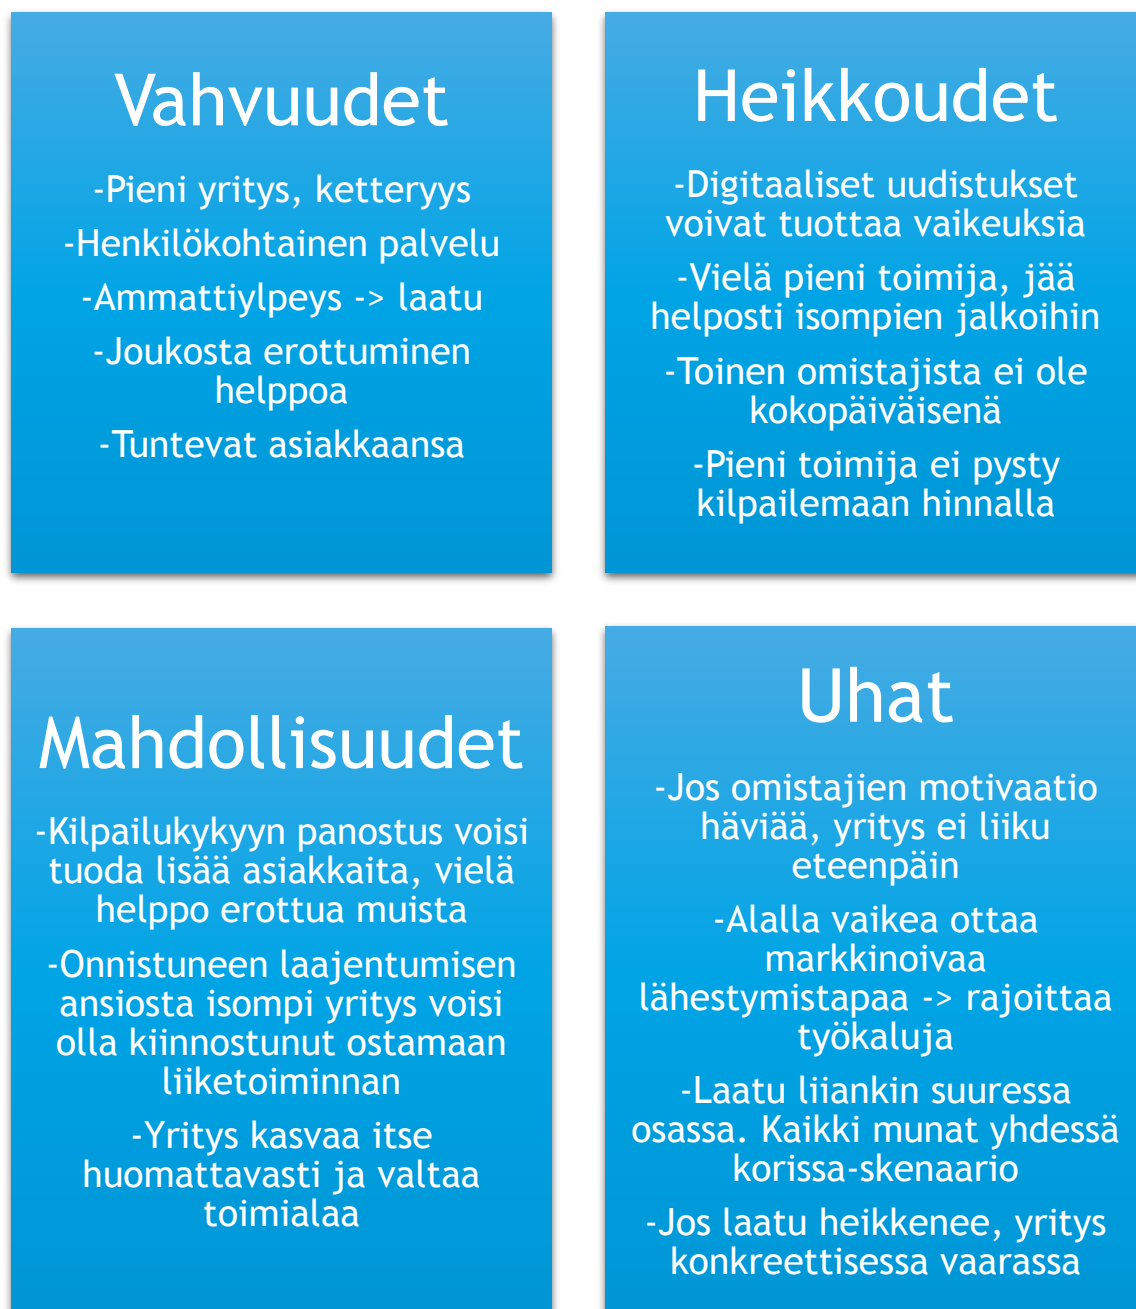 Vahvuudet
-Pieni yritys, ketteryys
-Henkilökohtainen palvelu
-Ammattiylpeys -> laatu
-Joukosta erottuminen
helppoa
-Tuntevat asiakkaansa
Heikkoudet
-Digitaaliset uudistukset
voivat tuottaa vaikeuksia
-Vielä pieni toimija, jää
helposti isompien jalkoihin
-Toinen omistajista ei ole
kokopäiväisenä
-Pieni toimija ei pysty
kilpailemaan hinnalla
Mahdollisuudet
-Kilpailukykyyn panostus voisi
tuoda lisää asiakkaita, vielä
helppo erottua muista
-Onnistuneen laajentumisen
ansiosta isompi yritys voisi
olla kiinnostunut ostamaan
liiketoiminnan
-Yritys kasvaa itse
huomattavasti ja valtaa
toimialaa
Uhat
-Jos omistajien motivaatio
häviää, yritys ei liiku
eteenpäin
-Alalla vaikea ottaa
markkinoivaa
lähestymistapaa -> rajoittaa
työkaluja
-Laatu liiankin suuressa
osassa. Kaikki munat yhdessä
korissa-skenaario
-Jos laatu heikkenee, yritys
konkreettisessa vaarassa